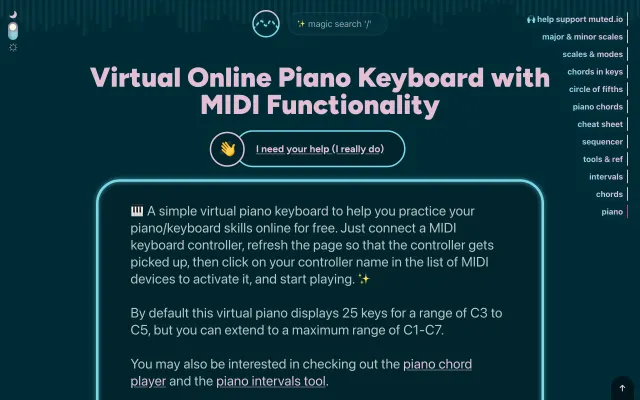 ✨ magic search '/'
🙌 help support muted.io
major & minor scales
scales & modes
chords in keys
circle of fifths
piano chords
cheat sheet
sequencer
tools & ref
intervals
chords
piano
Virtual Online Piano Keyboard with
MIDI Functionality
👋 I need your help (I really do)
🎹 A simple virtual piano keyboard to help you practice your
piano/keyboard skills online for free. Just connect a MIDI
keyboard controller, refresh the page so that the controller gets
picked up, then click on your controller name in the list of MIDI
devices to activate it, and start playing. ✨
By default this virtual piano displays 25 keys for a range of C3 to
C5, but you can extend to a maximum range of C1-C7.
You may also be interested in checking out the piano chord
player and the piano intervals tool.